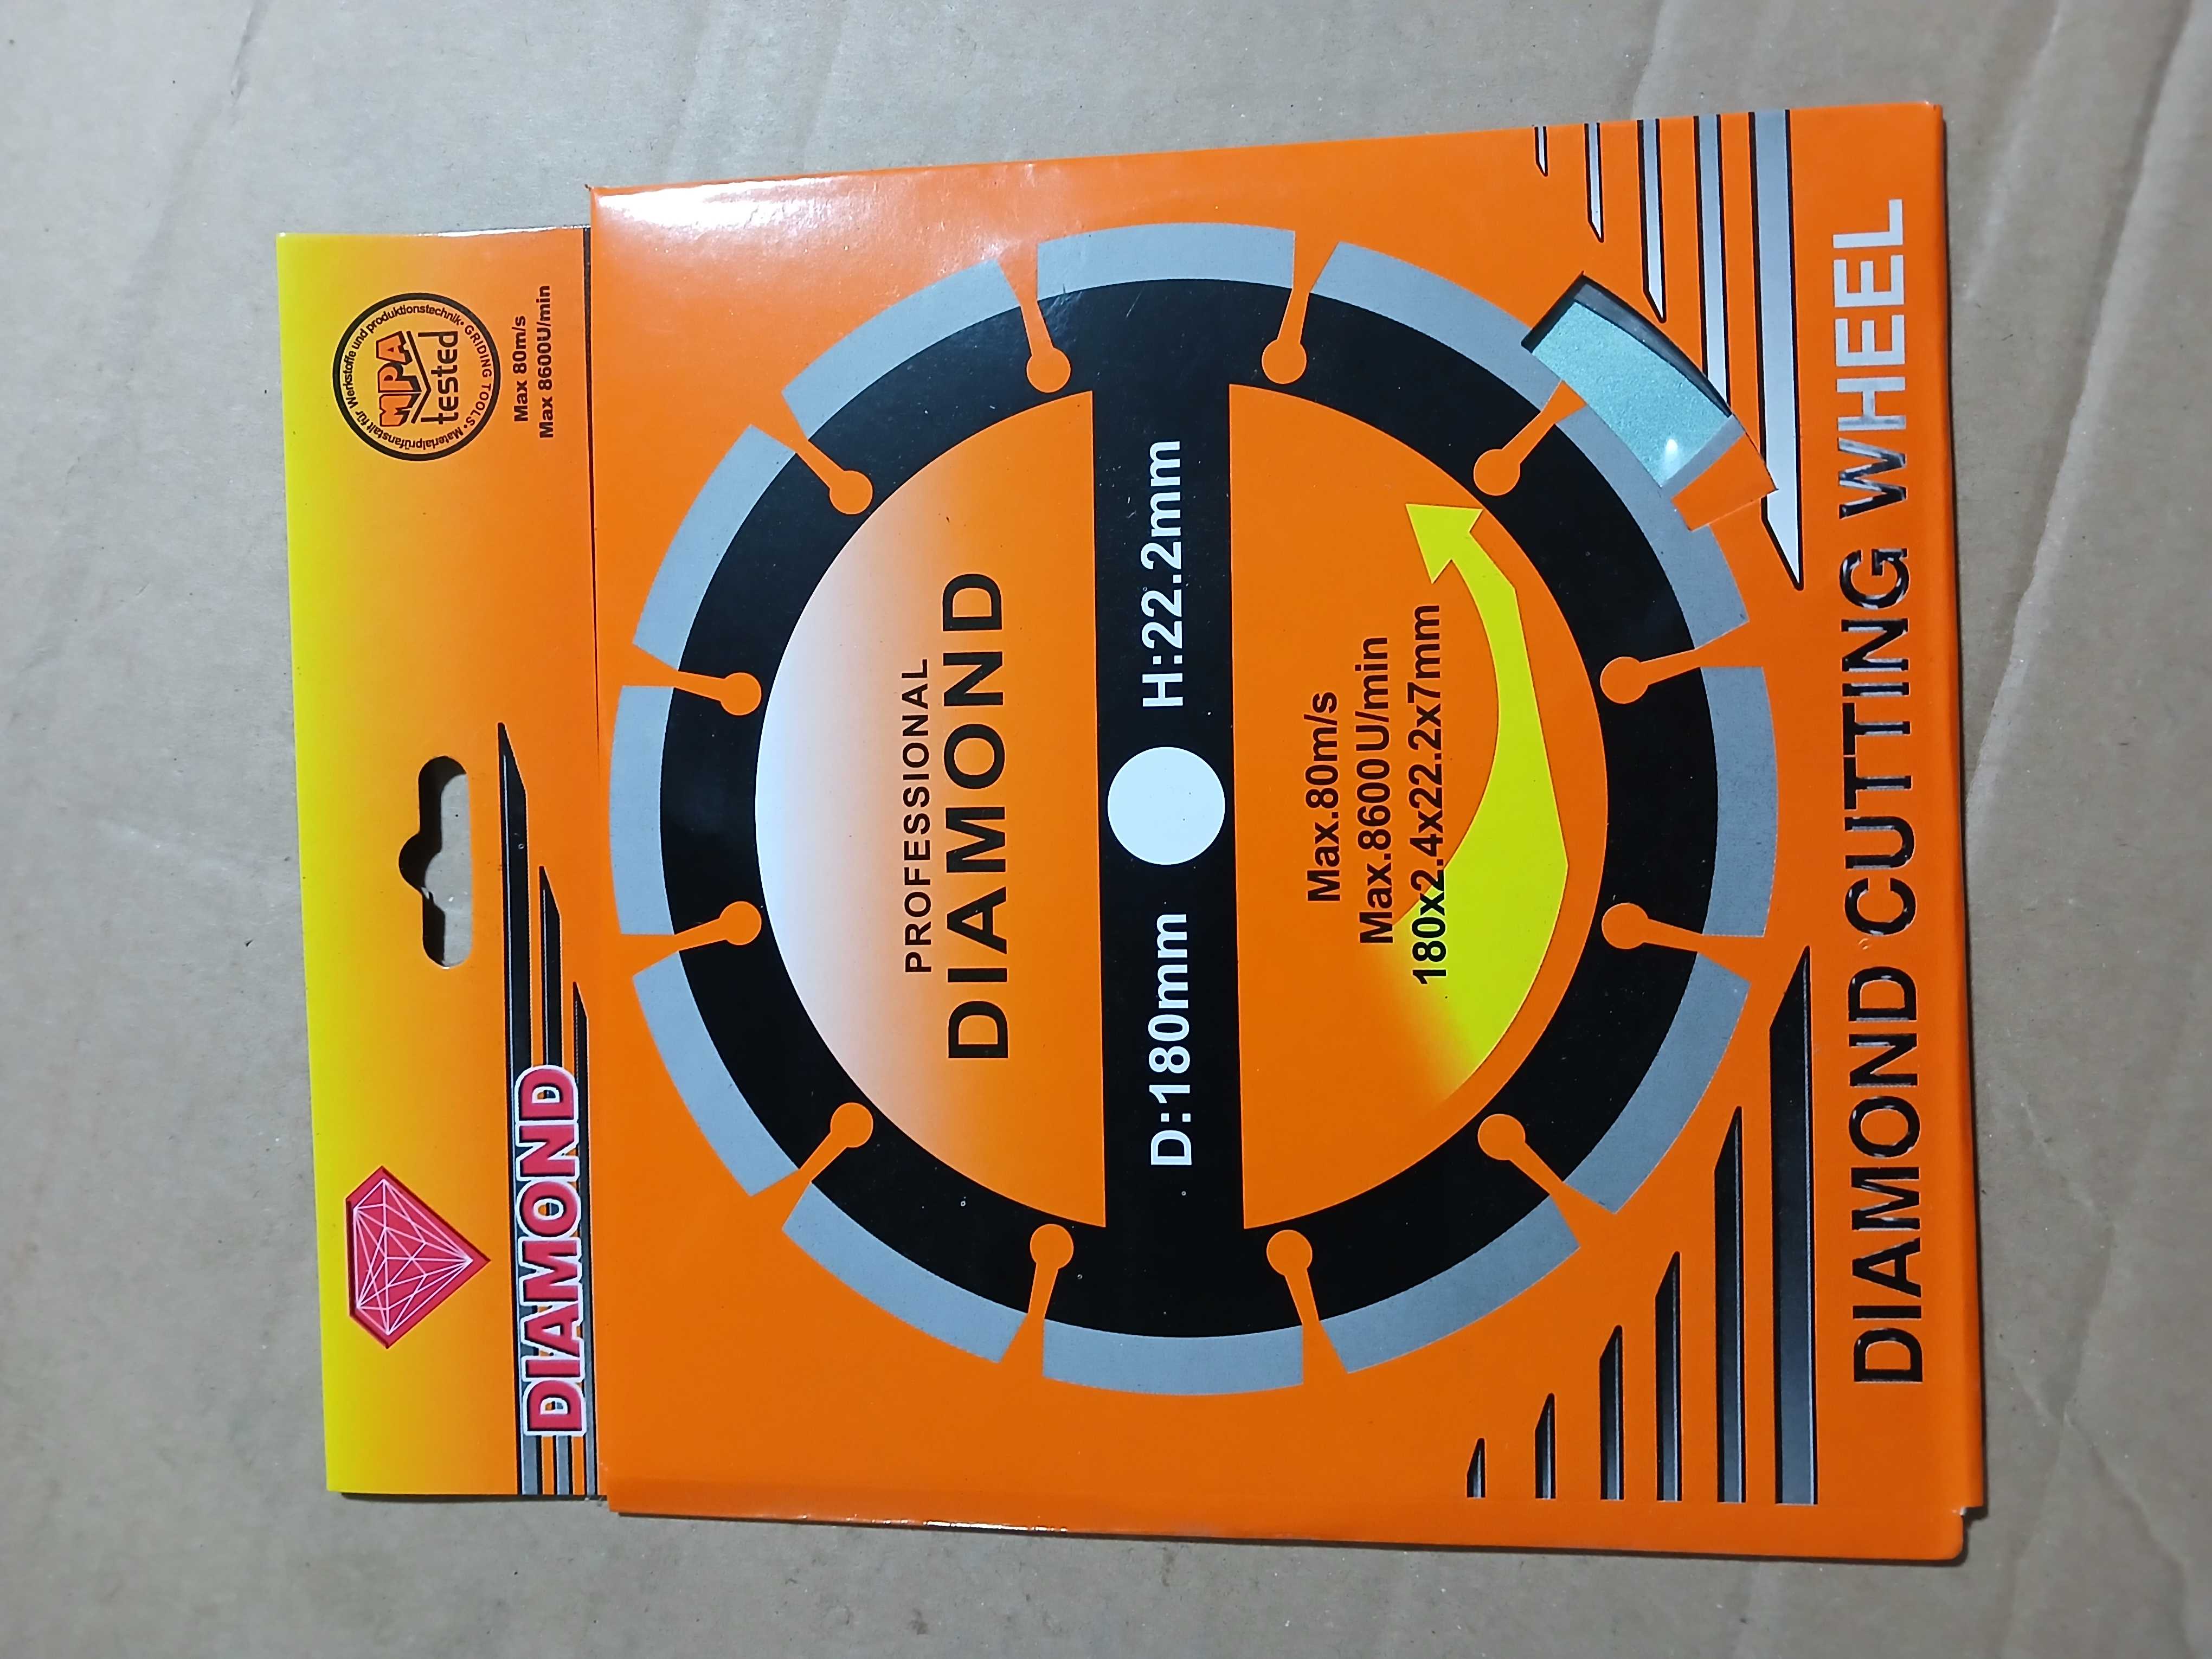 DIAMOND
Materialprüfanstalt für Werkstoffe und produktionstechnik • GRIDING TOOLS •
MPA
tested
Max 80m/s
Max 8600U/min
PROFESSIONAL
DIAMOND
D:180mm H:22.2mm
Max.80m/s
Max.8600U/min
180x2.4x22.2x7mm
DIAMOND CUTTING WHEEL